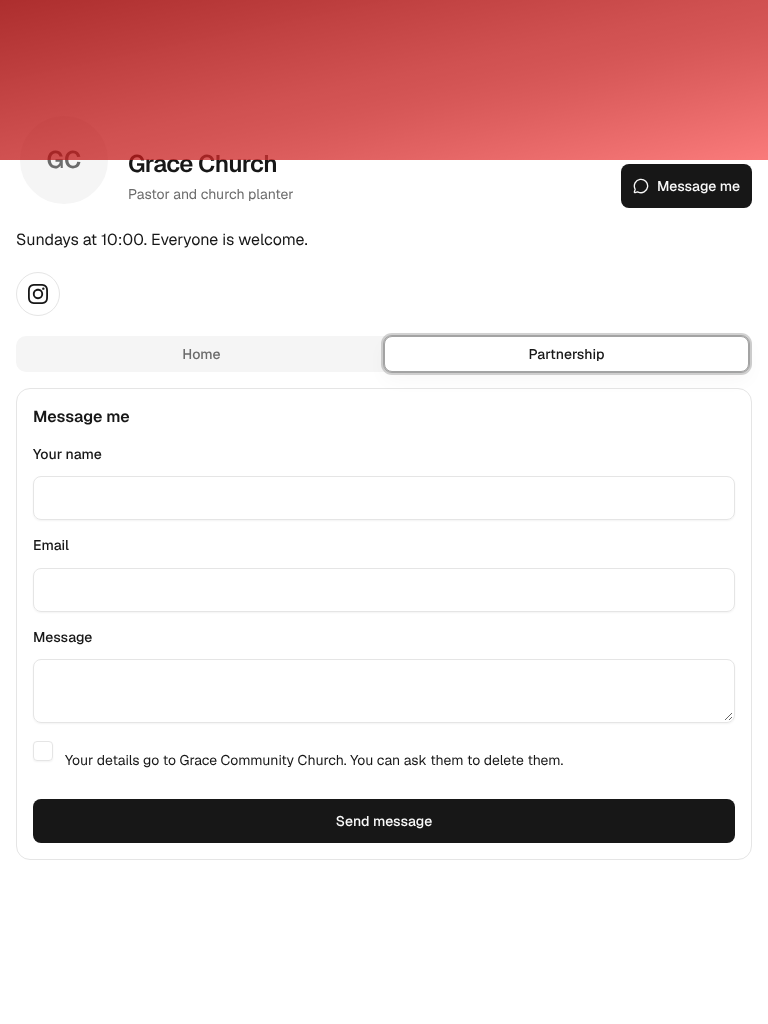 GC
Grace Church
Pastor and church planter
Message me
Sundays at 10:00. Everyone is welcome.
Home
Partnership
Message me
Your name
Email
Message
Your details go to Grace Community Church. You can ask them to delete them.
Send message